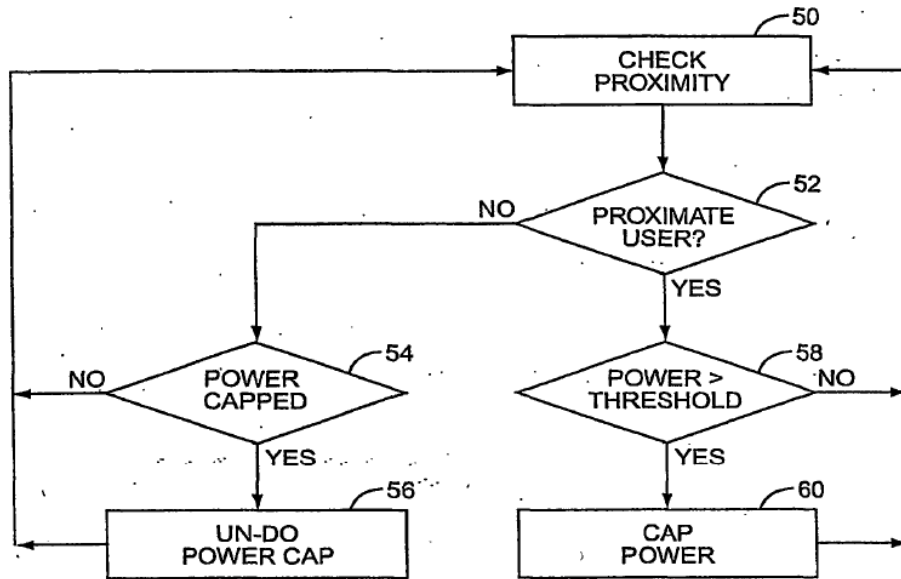 50
CHECK
PROXIMITY
52
NO
PROXIMATE
USER?
YES
54
NO
POWER
CAPPED
YES
58
POWER >
THRESHOLD
NO
YES
56
UN-DO
POWER CAP
60
CAP
POWER